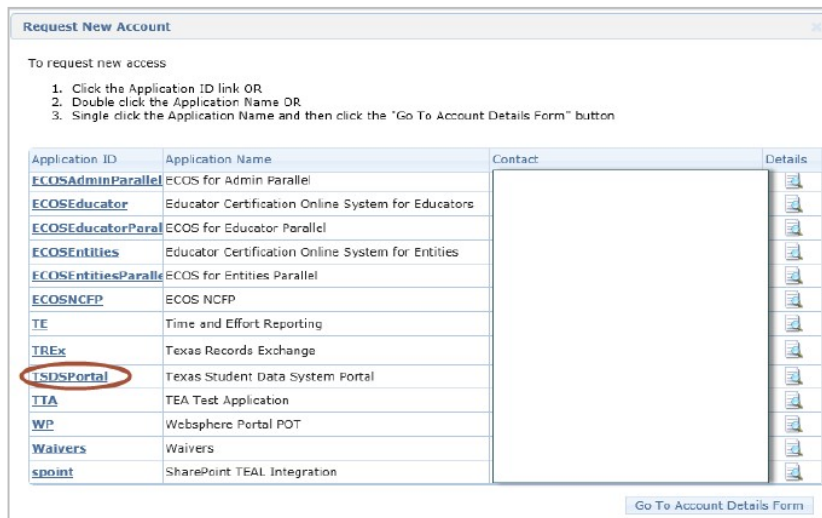 Request New Account
To request new access
1. Click the Application ID link OR
2. Double click the Application Name OR
3. Single click the Application Name and then click the "Go To Account Details Form" button
Application ID Application Name Contact Details
ECOSAdminParallel ECOS for Admin Parallel
ECOSEducator Educator Certification Online System for Educators
ECOSEducatorParal ECOS for Educator Parallel
ECOSEntities Educator Certification Online System for Entities
ECOSEntitiesParalle ECOS for Entities Parallel
ECOSNCFP ECOS NCFP
TE Time and Effort Reporting
TREx Texas Records Exchange
TSDSPortal Texas Student Data System Portal
TTA TEA Test Application
WP Websphere Portal POT
Waivers Waivers
spoint SharePoint TEAL Integration
Go To Account Details Form